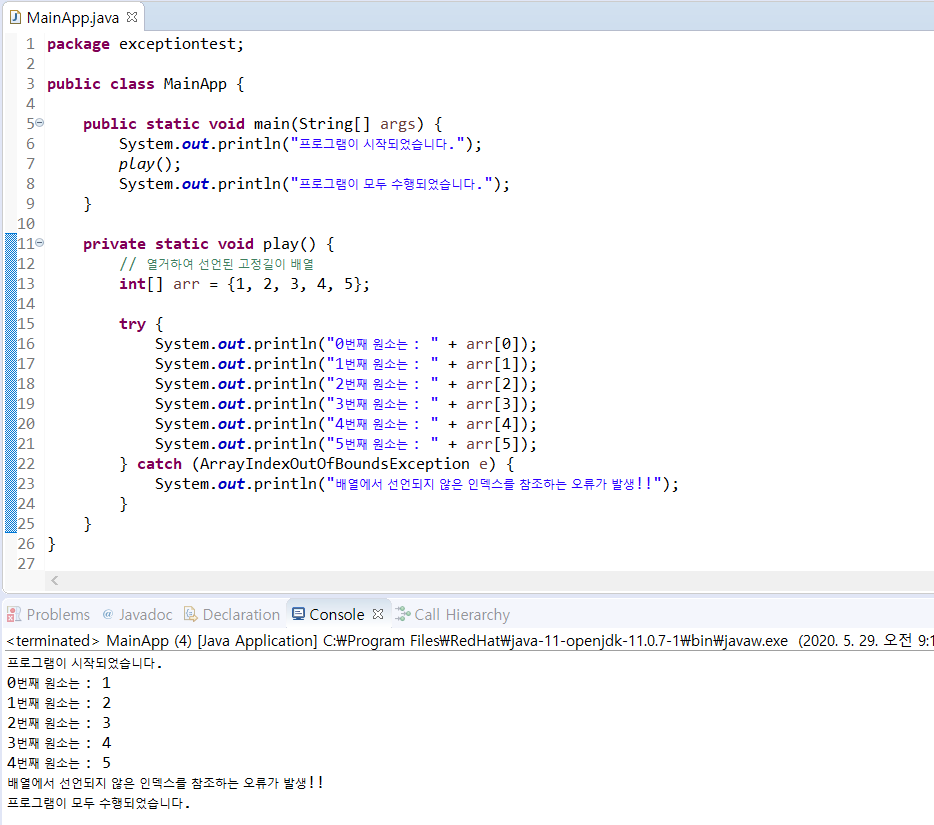 MainApp.java
1 package exceptiontest;
2
3 public class MainApp {
4
5 public static void main(String[] args) {
6 System.out.println("프로그램이 시작되었습니다.");
7 play();
8 System.out.println("프로그램이 모두 수행되었습니다.");
9 }
10
11 private static void play() {
12 // 열거하여 선언된 고정길이 배열
13 int[] arr = {1, 2, 3, 4, 5};
14
15 try {
16 System.out.println("0번째 원소는 : " + arr[0]);
17 System.out.println("1번째 원소는 : " + arr[1]);
18 System.out.println("2번째 원소는 : " + arr[2]);
19 System.out.println("3번째 원소는 : " + arr[3]);
20 System.out.println("4번째 원소는 : " + arr[4]);
21 System.out.println("5번째 원소는 : " + arr[5]);
22 } catch (ArrayIndexOutOfBoundsException e) {
23 System.out.println("배열에서 선언되지 않은 인덱스를 참조하는 오류가 발생!!");
24 }
25 }
26 }
27
Problems @ Javadoc Declaration Console Call Hierarchy
<terminated> MainApp (4) [Java Application] C:₩Program Files₩RedHat₩java-11-openjdk-11.0.7-1₩bin₩javaw.exe (2020. 5. 29. 오전 9:1
프로그램이 시작되었습니다.
0번째 원소는 : 1
1번째 원소는 : 2
2번째 원소는 : 3
3번째 원소는 : 4
4번째 원소는 : 5
배열에서 선언되지 않은 인덱스를 참조하는 오류가 발생!!
프로그램이 모두 수행되었습니다.